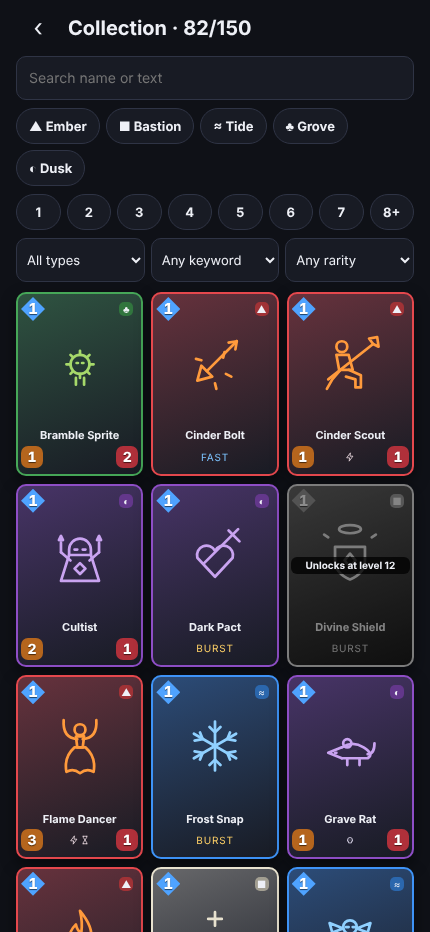 Collection · 82/150
Search name or text
Ember
Bastion
Tide
Grove
Dusk
1 2 3 4 5 6 7 8+
All types Any keyword Any rarity
1 1 1
Bramble Sprite Cinder Bolt Cinder Scout
1 2 FAST 1 1
1 1 1
Unlocks at level 12
Cultist Dark Pact Divine Shield
2 1 BURST BURST
1 1 1
Flame Dancer Frost Snap Grave Rat
3 1 BURST 1 1
1 1 1